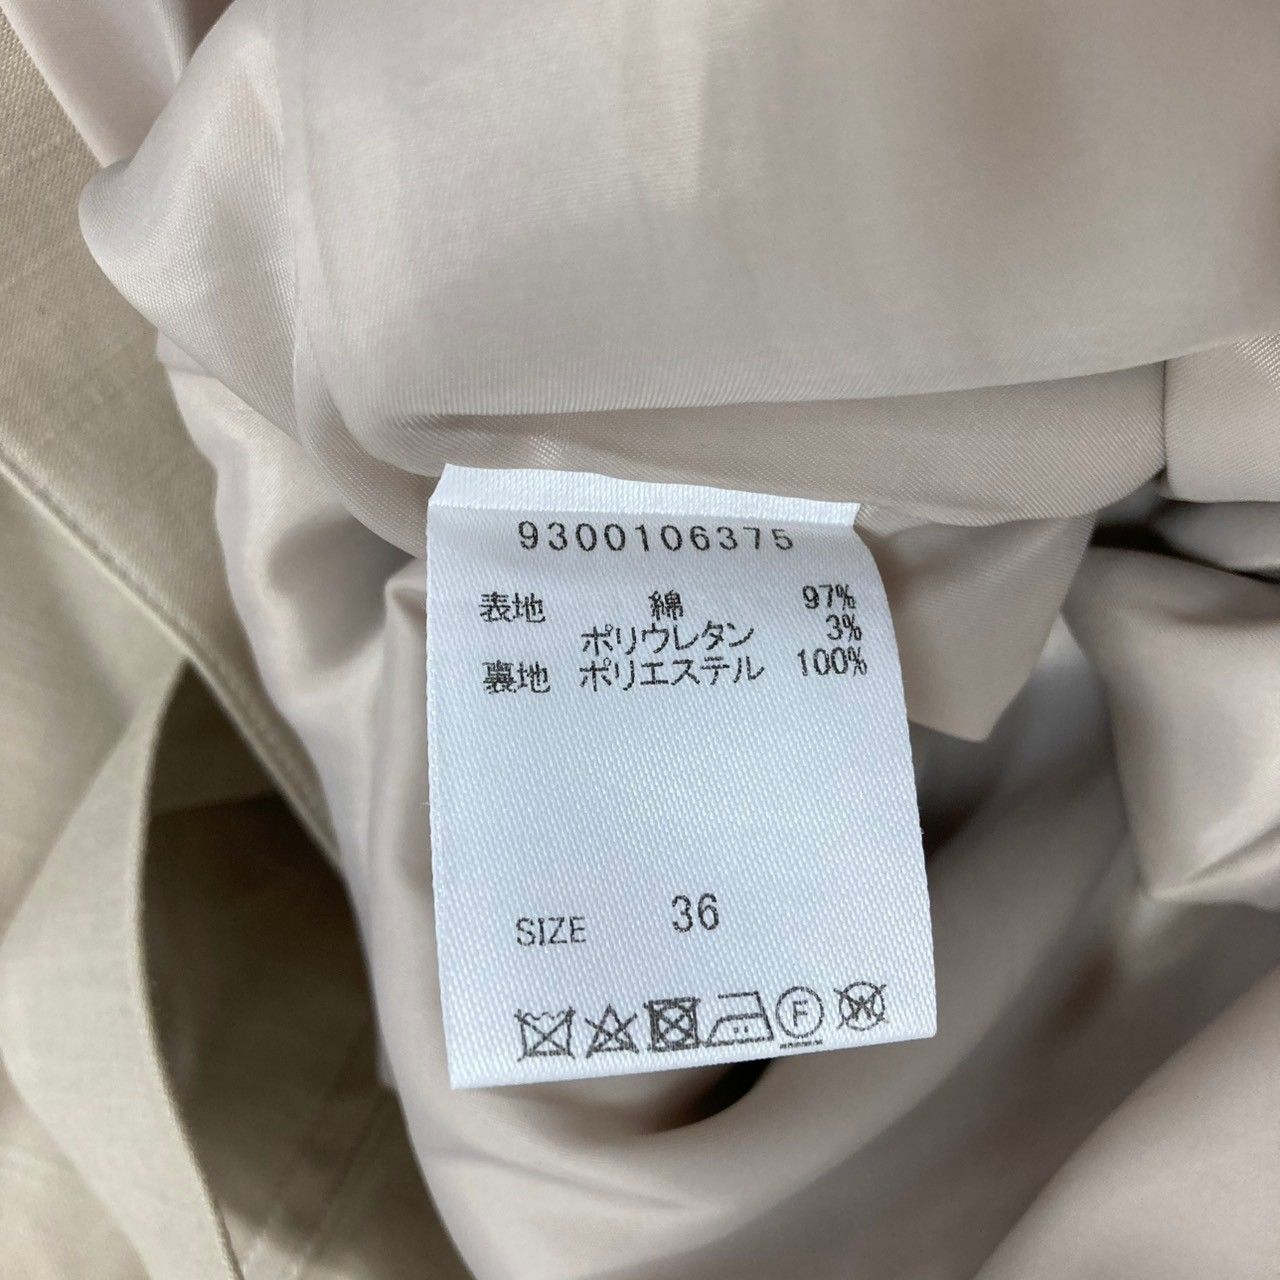 9300106375
表地 綿 97%
ポリウレタン 3%
裏地 ポリエステル 100%
SIZE 36
F